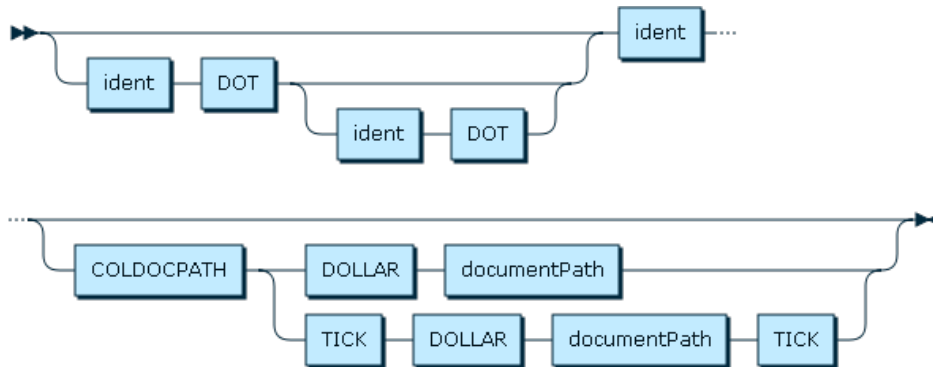 ident
ident DOT
ident DOT
COLDOCPATH DOLLAR documentPath
TICK DOLLAR documentPath TICK